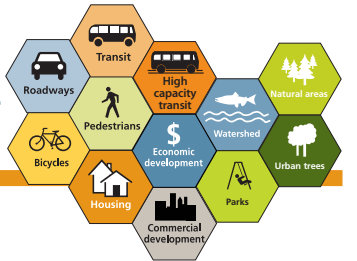 Transit
Roadways
High
capacity
transit
Natural areas
Pedestrians
Watershed
$
Economic
development
Bicycles
Urban trees
Housing
Parks
Commercial
development